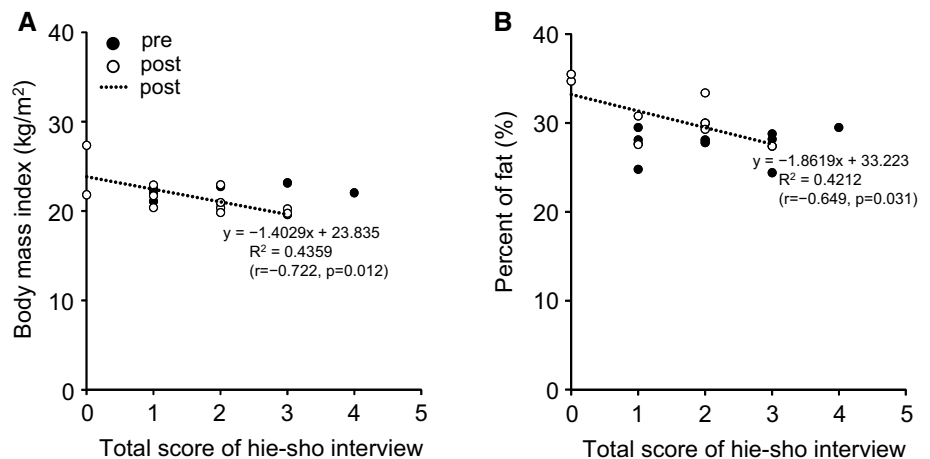 A
40
30
20
10
0
0 1 2 3 4 5
Body mass index (kg/m²)
Total score of hie-sho interview
pre
post
post
y = −1.4029x + 23.835
R² = 0.4359
(r=−0.722, p=0.012)
B
40
30
20
10
0
0 1 2 3 4 5
Percent of fat (%)
Total score of hie-sho interview
y = −1.8619x + 33.223
R² = 0.4212
(r=−0.649, p=0.031)